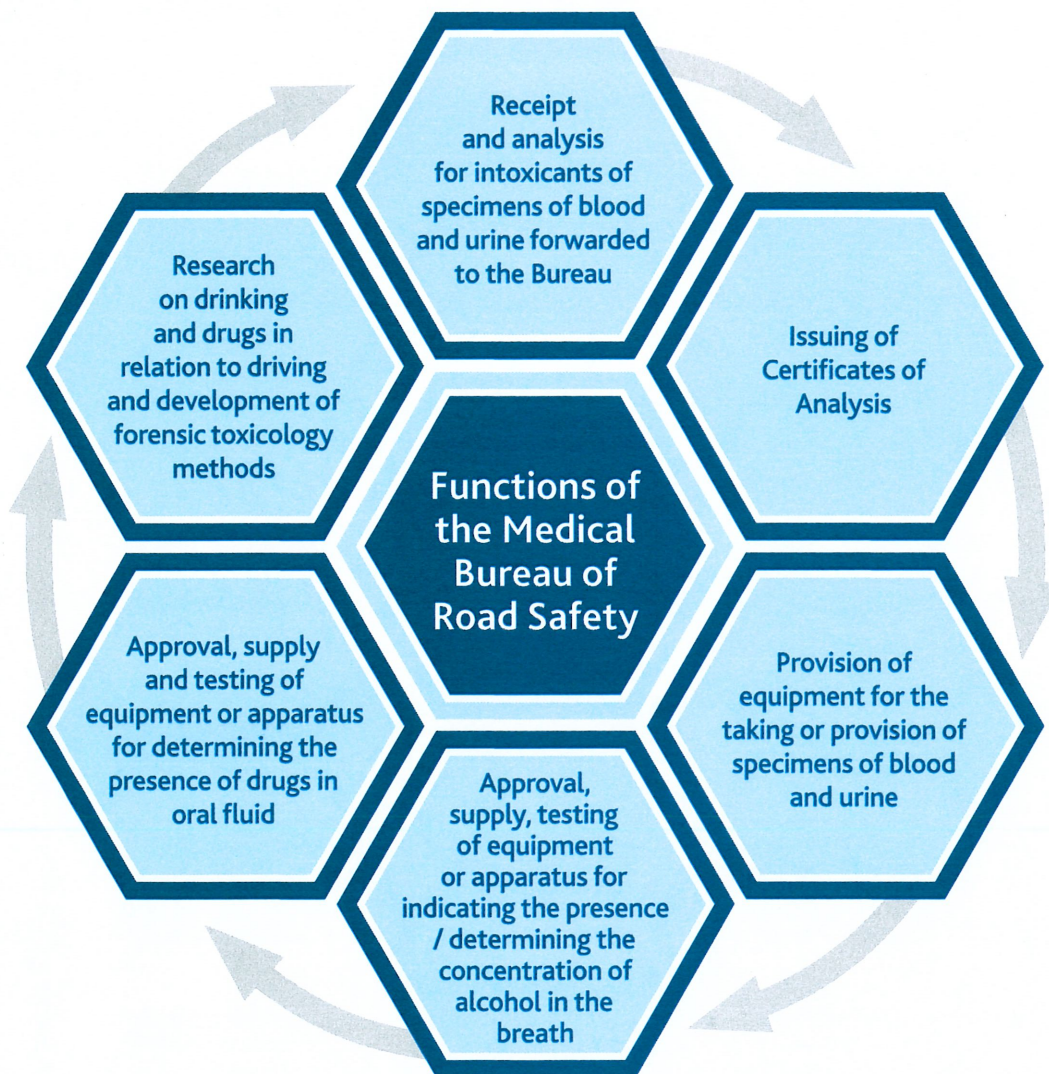 Receipt
and analysis
for intoxicants of
specimens of blood
and urine forwarded
to the Bureau
Issuing of
Certificates of
Analysis
Provision of
equipment for the
taking or provision of
specimens of blood
and urine
Approval,
supply, testing
of equipment
or apparatus for
indicating the presence
/ determining the
concentration of
alcohol in the
breath
Approval, supply
and testing of
equipment or apparatus
for determining the
presence of drugs in
oral fluid
Research
on drinking
and drugs in
relation to driving
and development of
forensic toxicology
methods
Functions of
the Medical
Bureau of
Road Safety